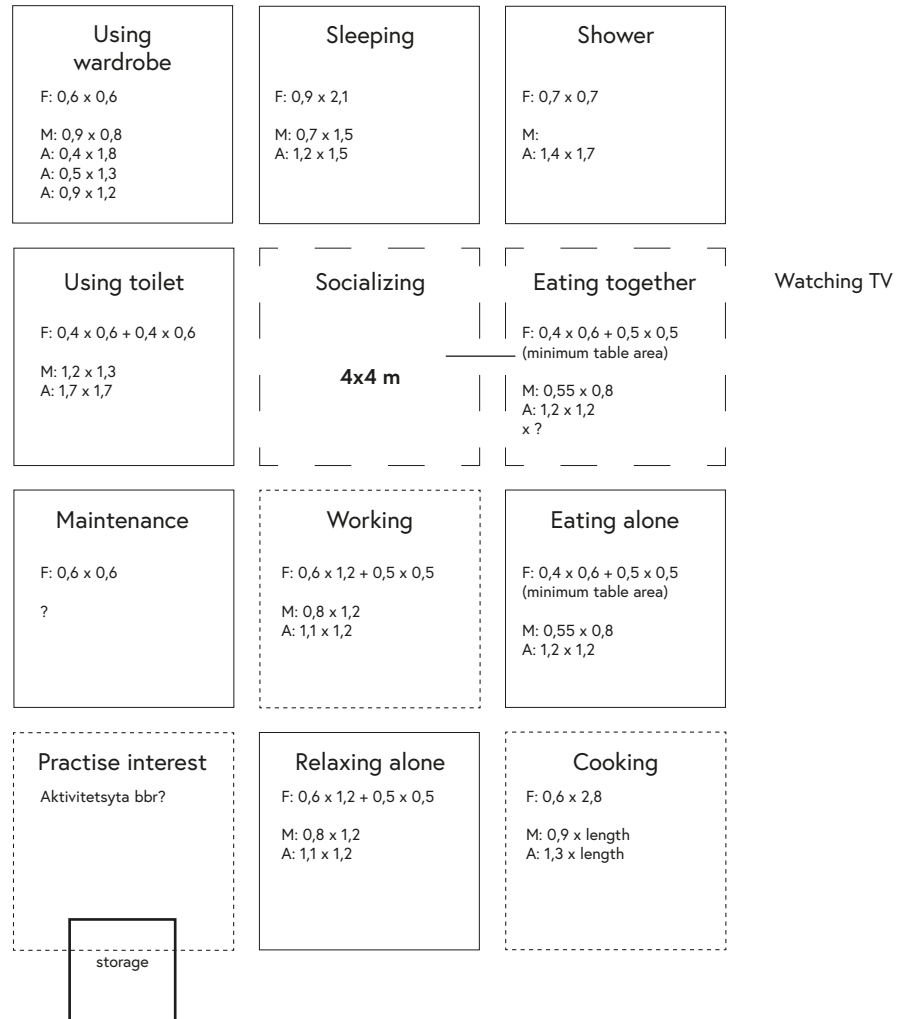 Using
wardrobe
F: 0,6 x 0,6
M: 0,9 x 0,8
A: 0,4 x 1,8
A: 0,5 x 1,3
A: 0,9 x 1,2
Sleeping
F: 0,9 x 2,1
M: 0,7 x 1,5
A: 1,2 x 1,5
Shower
F: 0,7 x 0,7
M:
A: 1,4 x 1,7
Using toilet
F: 0,4 x 0,6 + 0,4 x 0,6
M: 1,2 x 1,3
A: 1,7 x 1,7
Socializing
4x4 m
Eating together
F: 0,4 x 0,6 + 0,5 x 0,5
(minimum table area)
M: 0,55 x 0,8
A: 1,2 x 1,2
x ?
Watching TV
Maintenance
F: 0,6 x 0,6
?
Working
F: 0,6 x 1,2 + 0,5 x 0,5
M: 0,8 x 1,2
A: 1,1 x 1,2
Eating alone
F: 0,4 x 0,6 + 0,5 x 0,5
(minimum table area)
M: 0,55 x 0,8
A: 1,2 x 1,2
Practise interest
Aktivitetsyta bbr?
storage
Relaxing alone
F: 0,6 x 1,2 + 0,5 x 0,5
M: 0,8 x 1,2
A: 1,1 x 1,2
Cooking
F: 0,6 x 2,8
M: 0,9 x length
A: 1,3 x length